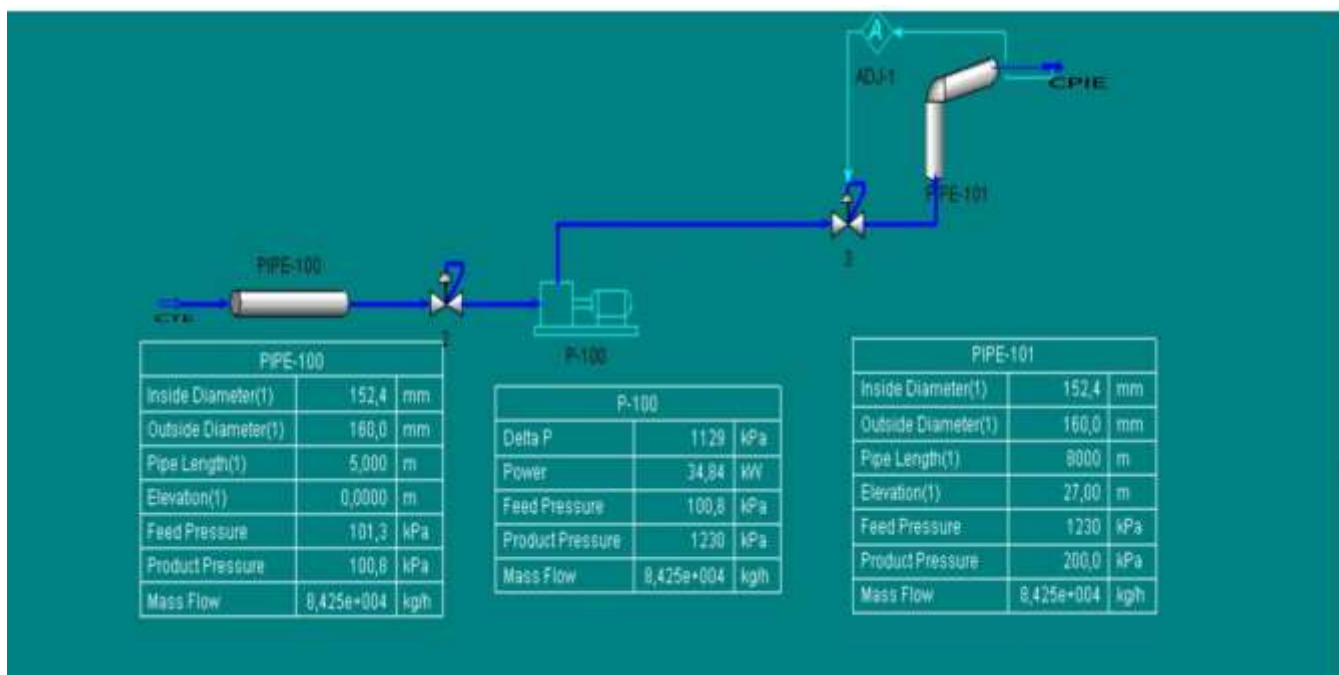 A
ADJ-1
CPIE
PIPE-101
PIPE-100
CTE
2
3
P-100
PIPE-100
Inside Diameter(1) 152,4 mm
Outside Diameter(1) 160,0 mm
Pipe Length(1) 5,000 m
Elevation(1) 0,0000 m
Feed Pressure 101,3 kPa
Product Pressure 100,8 kPa
Mass Flow 8,425e+004 kg/h
P-100
Delta P 1129 kPa
Power 34,84 kW
Feed Pressure 100,8 kPa
Product Pressure 1230 kPa
Mass Flow 8,425e+004 kg/h
PIPE-101
Inside Diameter(1) 152,4 mm
Outside Diameter(1) 160,0 mm
Pipe Length(1) 8000 m
Elevation(1) 27,00 m
Feed Pressure 1230 kPa
Product Pressure 200,0 kPa
Mass Flow 8,425e+004 kg/h